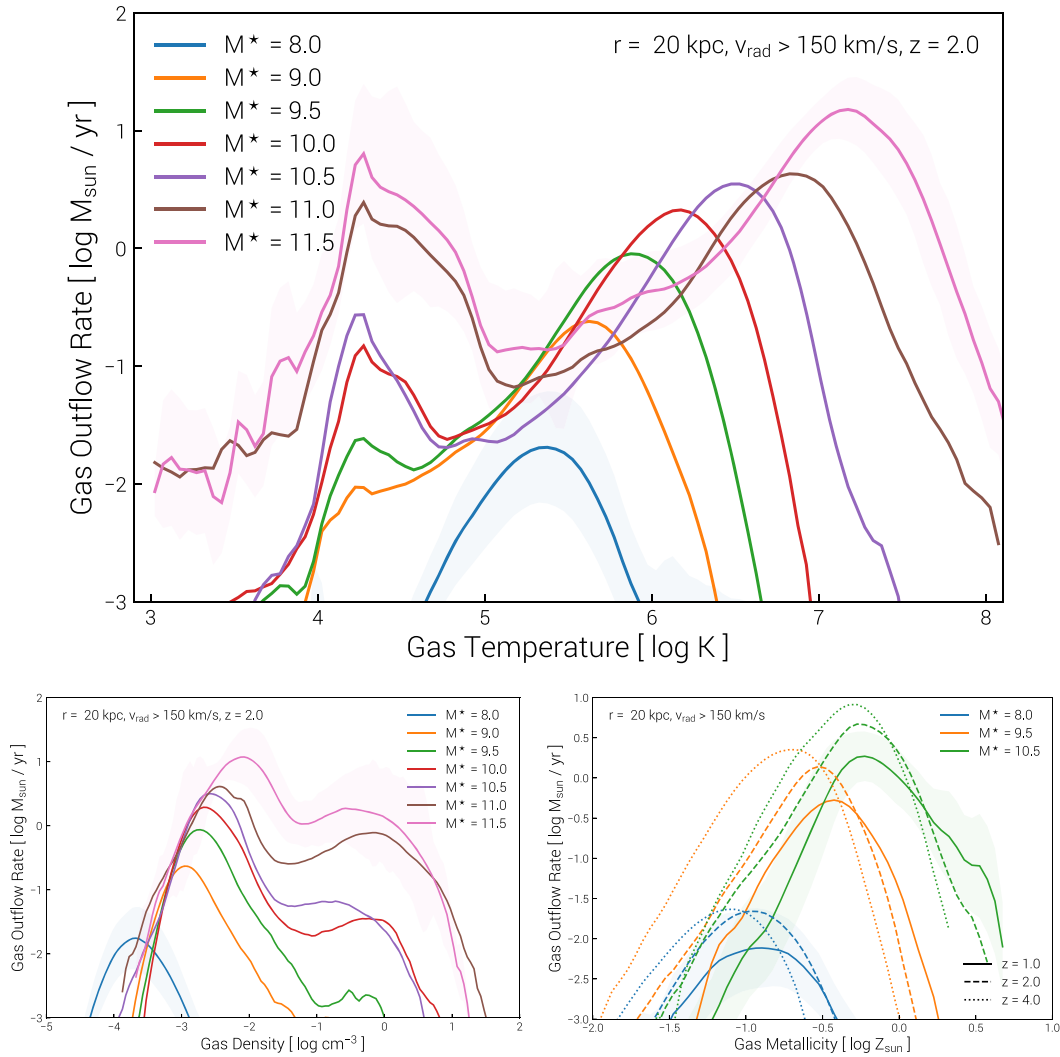 r = 20 kpc, v_rad > 150 km/s, z = 2.0
M★ = 8.0
M★ = 9.0
M★ = 9.5
M★ = 10.0
M★ = 10.5
M★ = 11.0
M★ = 11.5
Gas Outflow Rate [ log M_sun / yr ]
2
1
0
−1
−2
−3
3
4
5
6
7
8
Gas Temperature [ log K ]
r = 20 kpc, v_rad > 150 km/s, z = 2.0
M★ = 8.0
M★ = 9.0
M★ = 9.5
M★ = 10.0
M★ = 10.5
M★ = 11.0
M★ = 11.5
Gas Outflow Rate [ log M_sun / yr ]
2
1
0
−1
−2
−3
−5
−4
−3
−2
−1
0
1
2
Gas Density [ log cm⁻³ ]
r = 20 kpc, v_rad > 150 km/s
M★ = 8.0
M★ = 9.5
M★ = 10.5
Gas Outflow Rate [ log M_sun / yr ]
1.0
0.5
0.0
−0.5
−1.0
−1.5
−2.0
−2.5
−3.0
z = 1.0
z = 2.0
z = 4.0
−2.0
−1.5
−1.0
−0.5
0.0
0.5
1.0
Gas Metallicity [ log Z_sun ]